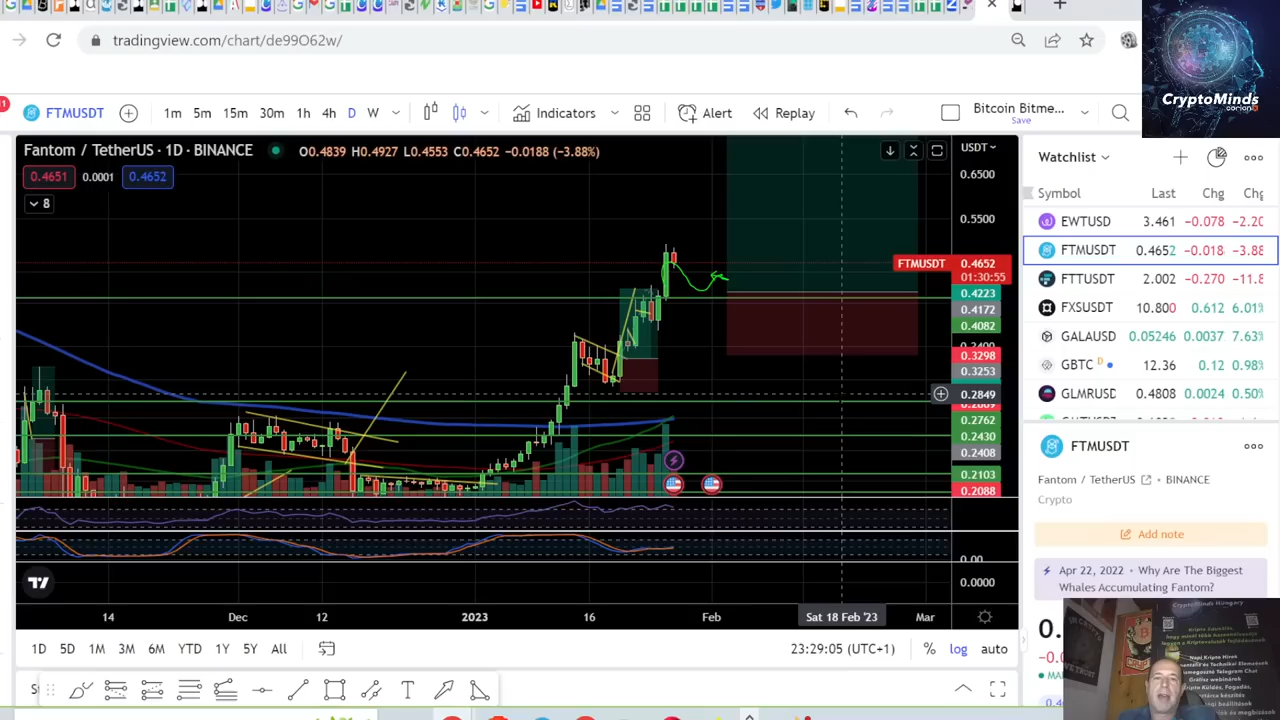 tradingview.com/chart/de99O62w/
CryptoMinds
FTMUSDT
1m 5m 15m 30m 1h 4h D W
Indicators
Alert
Replay
Bitcoin Bitme...
Save
Fantom / TetherUS · 1D · BINANCE
O0.4839 H0.4927 L0.4553 C0.4652 −0.0188 (−3.88%)
USDT
0.4651 0.0001 0.4652
8
0.6500
0.5500
FTMUSDT 0.4652
01:30:55
0.4223
0.4172
0.4082
0.3400
0.3298
0.3253
0.2849
0.2762
0.2430
0.2408
0.2103
0.2088
0.00
0.0000
14 Dec 12 2023 16 Feb Sat 18 Feb '23 Mar
1D 5D 1M 3M 6M YTD 1Y 5Y All
23:29:05 (UTC+1) % log auto
Watchlist
Symbol Last Chg Chg
EWTUSD 3.461 −0.078 −2.20
FTMUSDT 0.4652 −0.018 −3.88
FTTUSDT 2.002 −0.270 −11.8
FXSUSDT 10.800 0.612 6.01%
GALAUSD 0.05246 0.0037 7.63%
GBTC D 12.36 0.12 0.98%
GLMRUSD 0.4808 0.0024 0.50%
FTMUSDT
Fantom / TetherUS BINANCE
Crypto
Add note
Apr 22, 2022 • Why Are The Biggest
Whales Accumulating Fantom?
0.
CryptoMinds Hungary
Napi Kripto Hírek